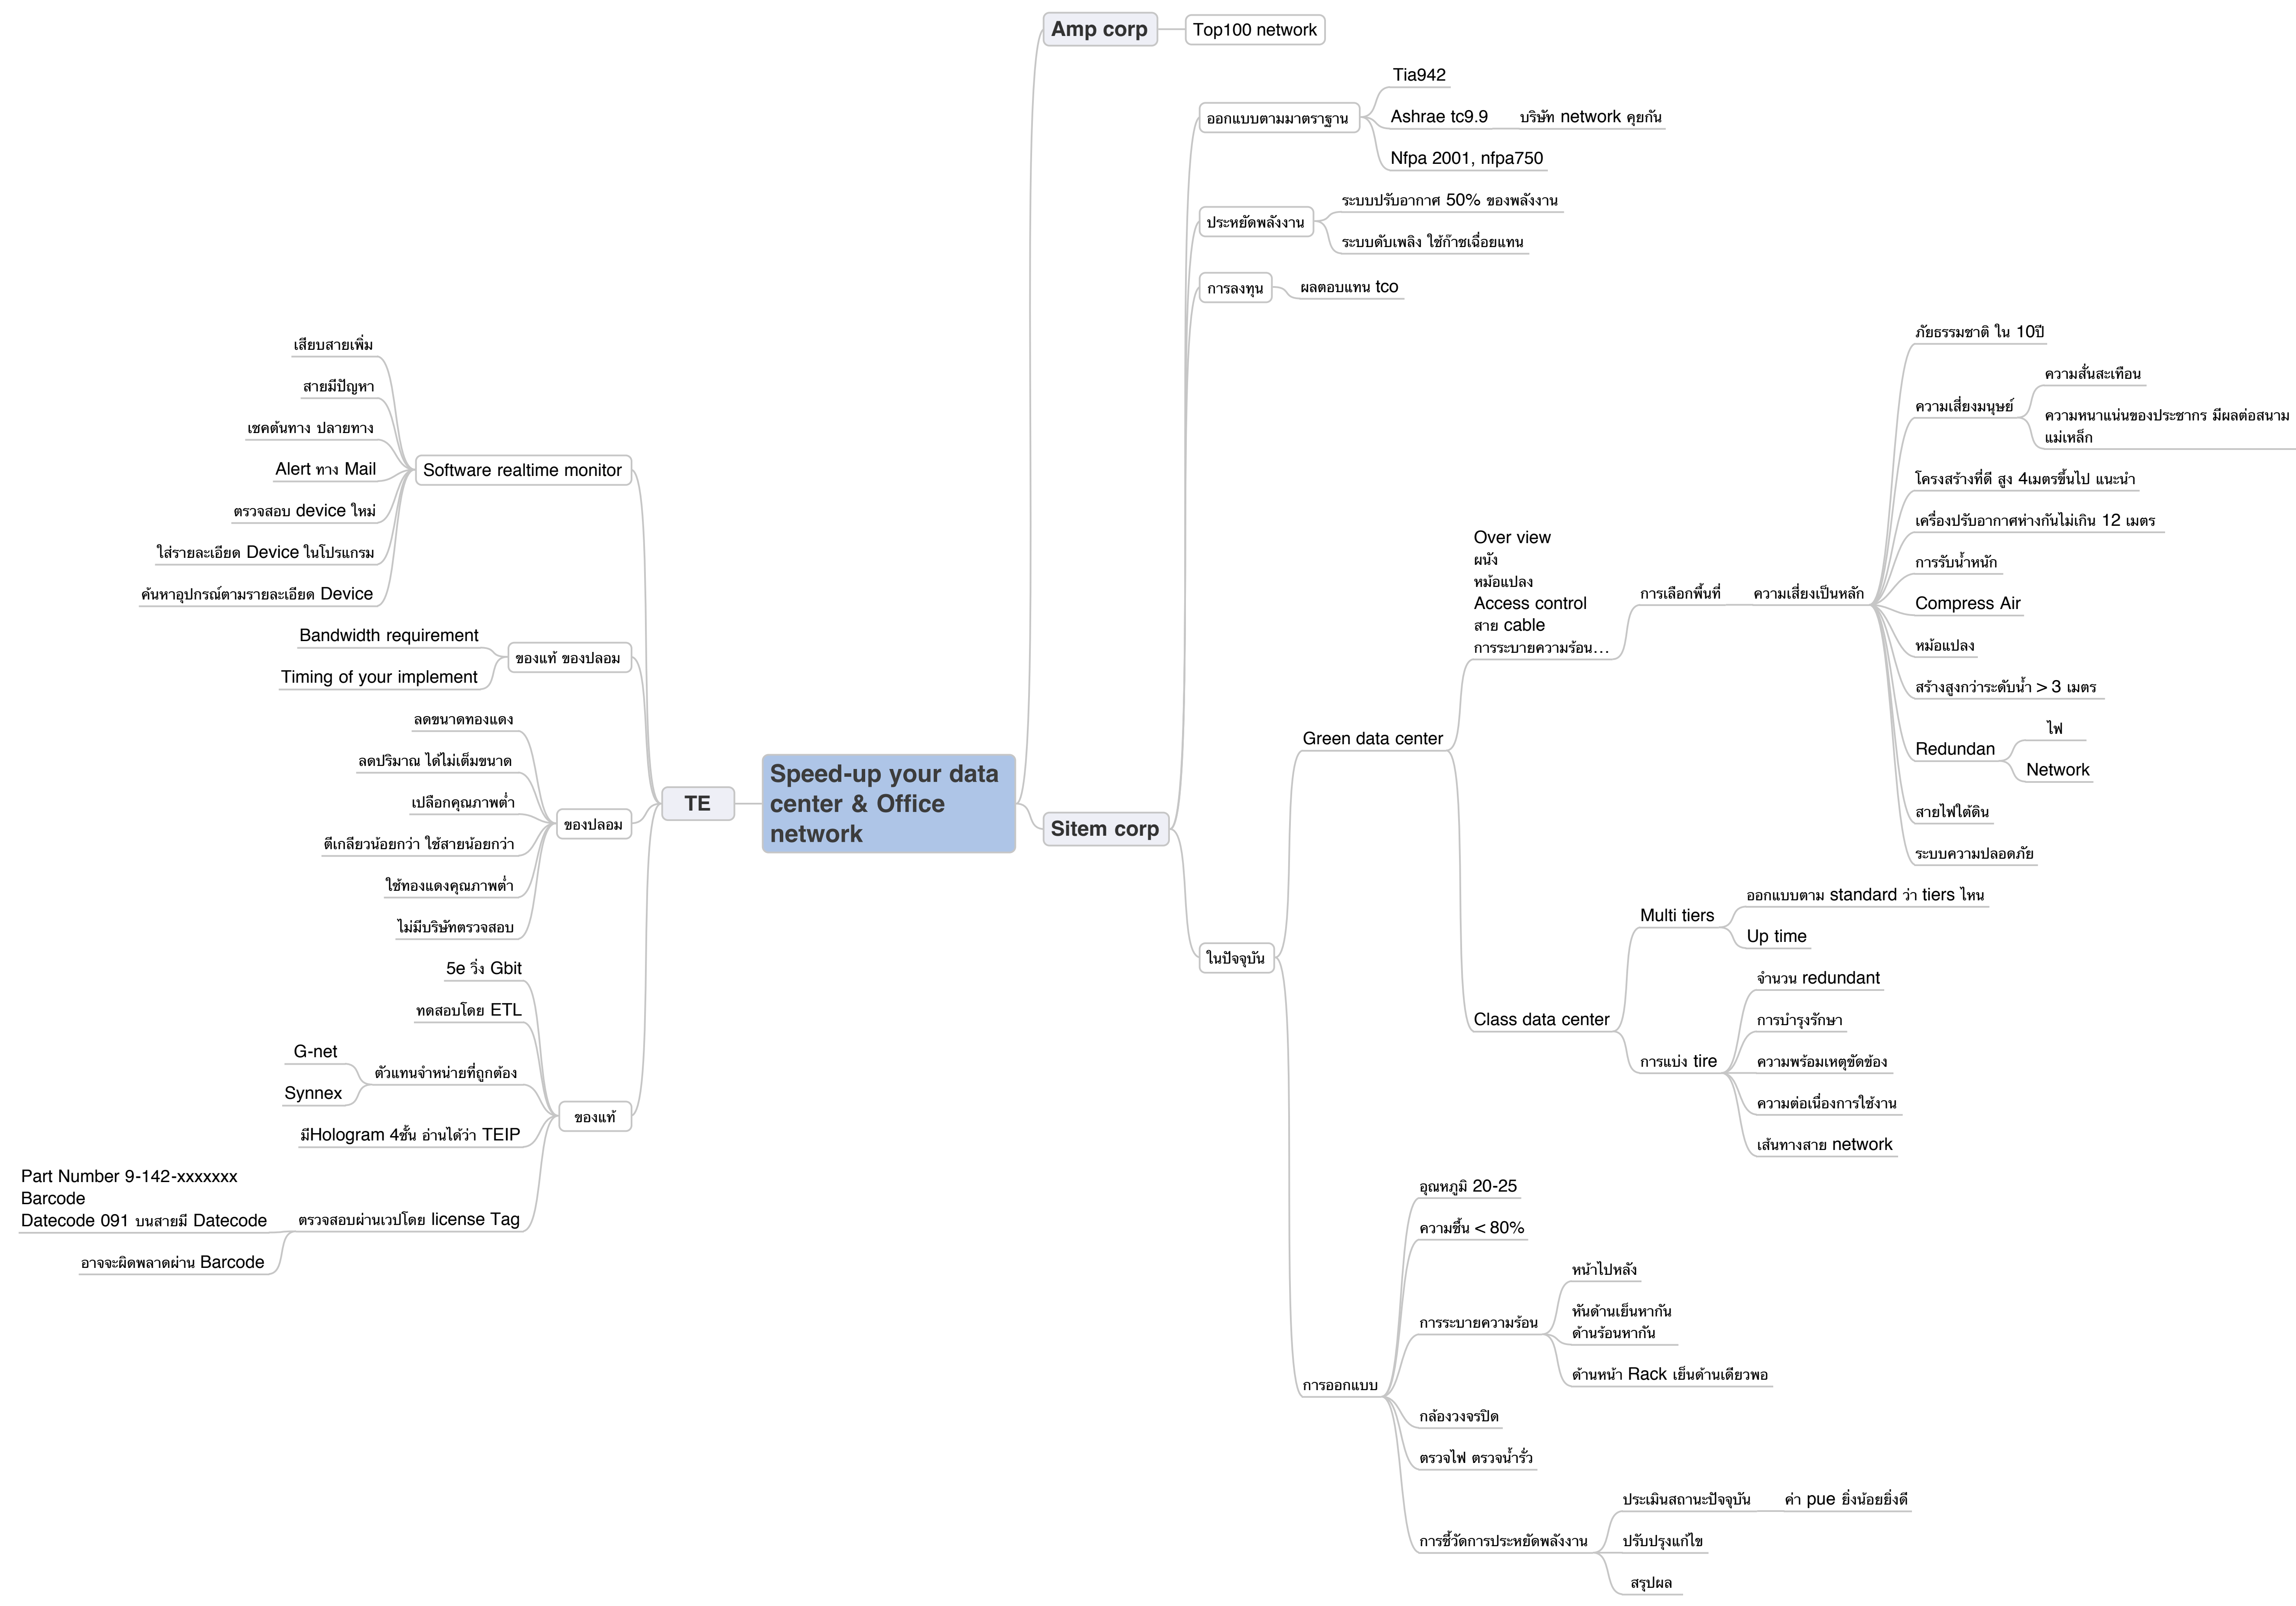 Speed-up your data
center & Office
network
Amp corp
Top100 network
Sitem corp
ออกแบบตามมาตราฐาน
Tia942
Ashrae tc9.9
บริษัท network คุยกัน
Nfpa 2001, nfpa750
ประหยัดพลังงาน
ระบบปรับอากาศ 50% ของพลังงาน
ระบบดับเพลิง ใช้ก๊าซเฉื่อยแทน
การลงทุน
ผลตอบแทน tco
ในปัจจุบัน
Green data center
Over view
ผนัง
หม้อแปลง
Access control
สาย cable
การระบายความร้อน…
การเลือกพื้นที่
ความเสี่ยงเป็นหลัก
ภัยธรรมชาติ ใน 10ปี
ความเสี่ยงมนุษย์
ความสั่นสะเทือน
ความหนาแน่นของประชากร มีผลต่อสนาม
แม่เหล็ก
โครงสร้างที่ดี สูง 4เมตรขึ้นไป แนะนำ
เครื่องปรับอากาศห่างกันไม่เกิน 12 เมตร
การรับน้ำหนัก
Compress Air
หม้อแปลง
สร้างสูงกว่าระดับน้ำ > 3 เมตร
Redundan
ไฟ
Network
สายไฟใต้ดิน
ระบบความปลอดภัย
Class data center
Multi tiers
ออกแบบตาม standard ว่า tiers ไหน
Up time
การแบ่ง tire
จำนวน redundant
การบำรุงรักษา
ความพร้อมเหตุขัดข้อง
ความต่อเนื่องการใช้งาน
เส้นทางสาย network
การออกแบบ
อุณหภูมิ 20-25
ความชื้น < 80%
การระบายความร้อน
หน้าไปหลัง
หันด้านเย็นหากัน
ด้านร้อนหากัน
ด้านหน้า Rack เย็นด้านเดียวพอ
กล้องวงจรปิด
ตรวจไฟ ตรวจน้ำรั่ว
การชี้วัดการประหยัดพลังงาน
ประเมินสถานะปัจจุบัน
ค่า pue ยิ่งน้อยยิ่งดี
ปรับปรุงแก้ไข
สรุปผล
TE
Software realtime monitor
เสียบสายเพิ่ม
สายมีปัญหา
เชคต้นทาง ปลายทาง
Alert ทาง Mail
ตรวจสอบ device ใหม่
ใส่รายละเอียด Device ในโปรแกรม
ค้นหาอุปกรณ์ตามรายละเอียด Device
ของแท้ ของปลอม
Bandwidth requirement
Timing of your implement
ของปลอม
ลดขนาดทองแดง
ลดปริมาณ ได้ไม่เต็มขนาด
เปลือกคุณภาพต่ำ
ตีเกลียวน้อยกว่า ใช้สายน้อยกว่า
ใช้ทองแดงคุณภาพต่ำ
ไม่มีบริษัทตรวจสอบ
ของแท้
5e วิ่ง Gbit
ทดสอบโดย ETL
ตัวแทนจำหน่ายที่ถูกต้อง
G-net
Synnex
มีHologram 4ชั้น อ่านได้ว่า TEIP
ตรวจสอบผ่านเวปโดย license Tag
Part Number 9-142-xxxxxxx
Barcode
Datecode 091 บนสายมี Datecode
อาจจะผิดพลาดผ่าน Barcode